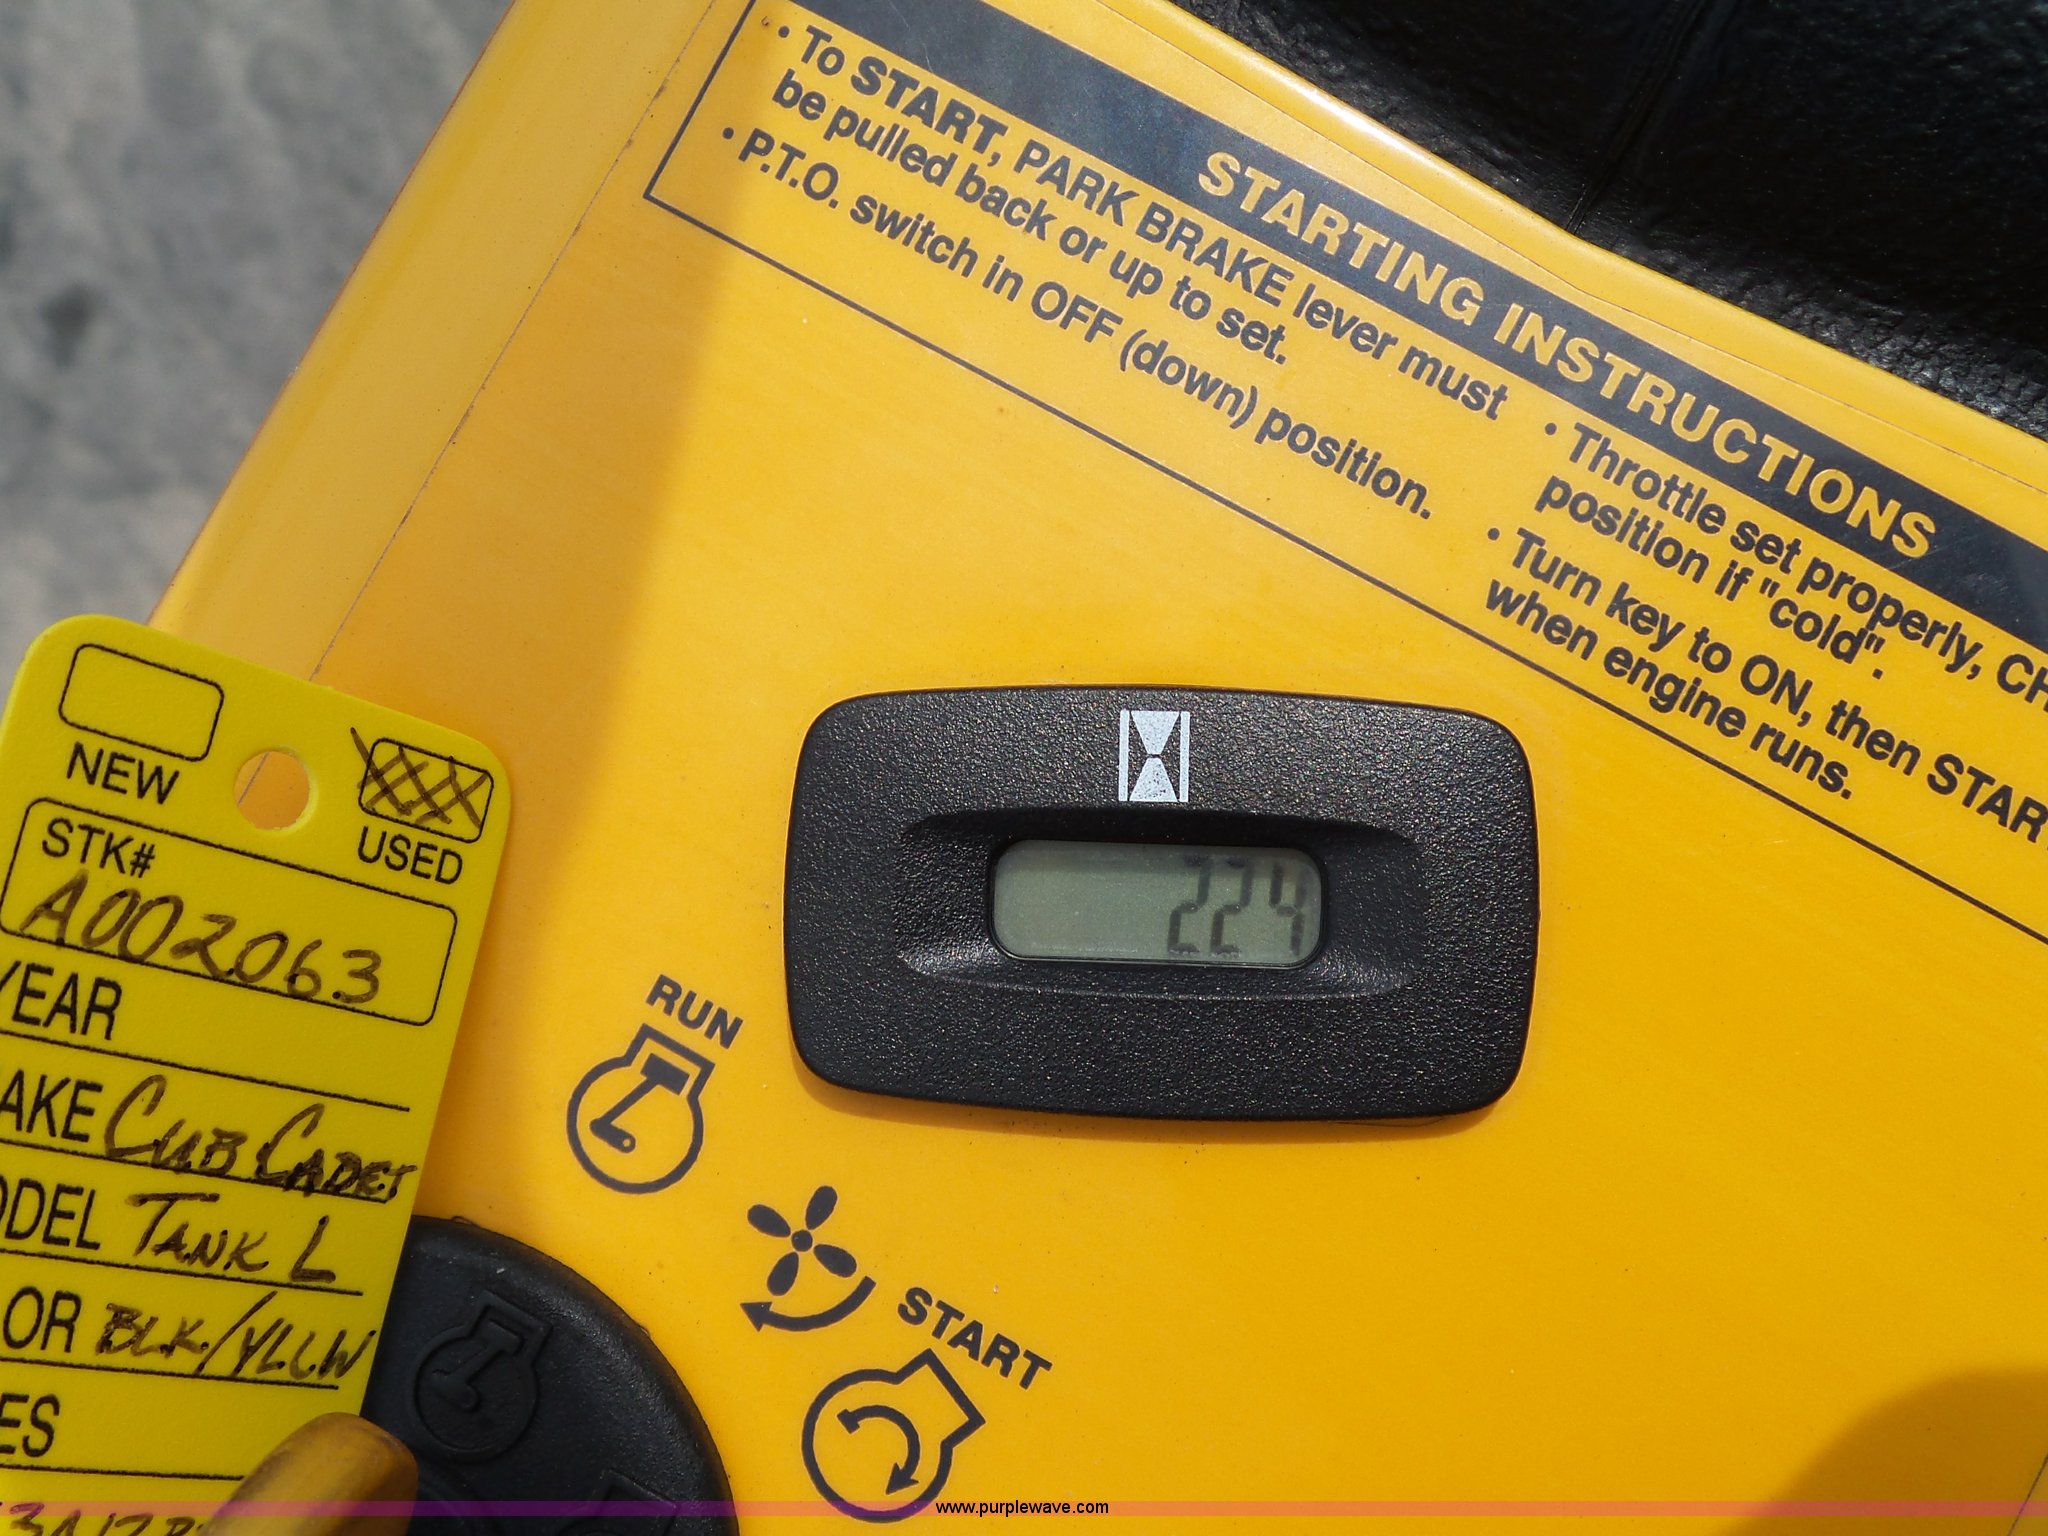 STARTING INSTRUCTIONS
• To START, PARK BRAKE lever must
be pulled back or up to set.
• P.T.O. switch in OFF (down) position.
• Throttle set properly, CH
position if "cold".
• Turn key to ON, then STAR
when engine runs.
224
RUN
START
NEW
USED
STK#
A002063
YEAR
AKE CUB CADET
ODEL TANK L
OR BLK/YLLW
ES
www.purplewave.com